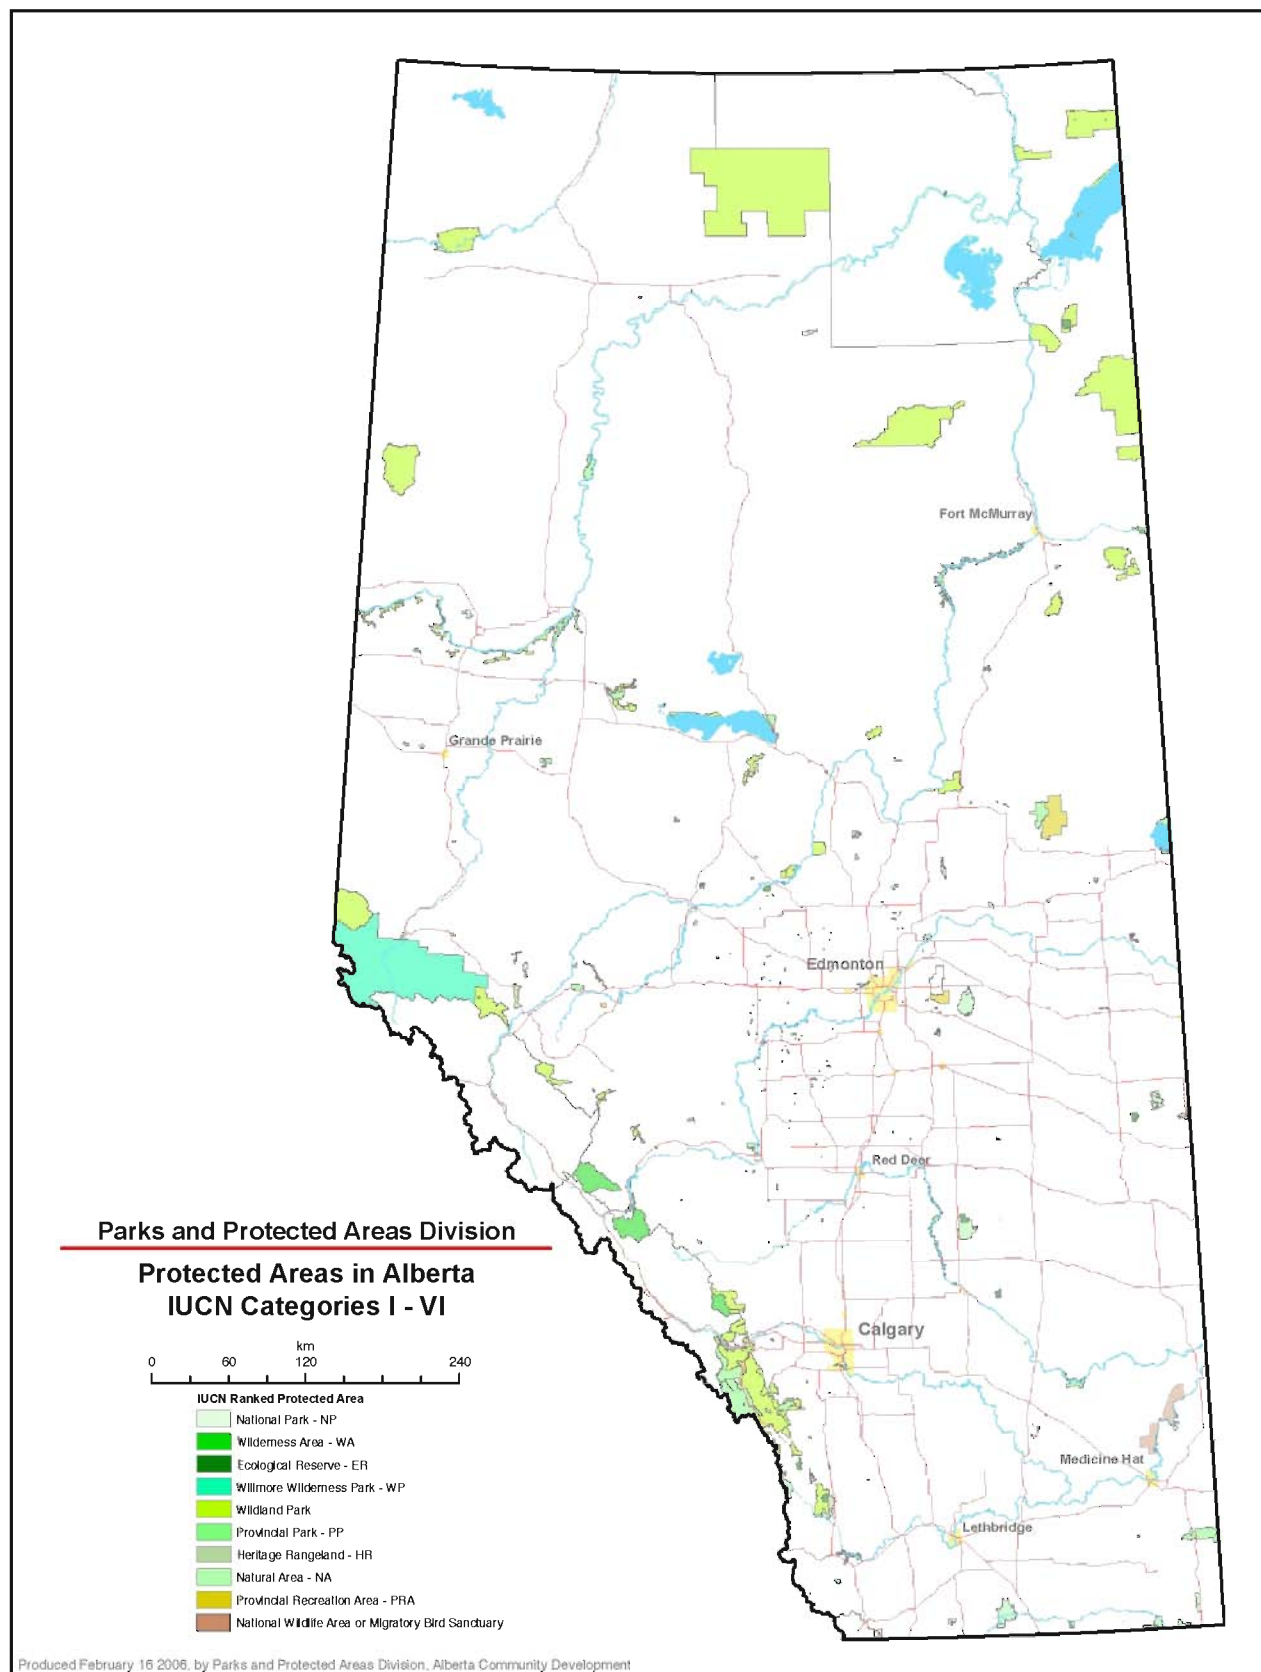 Fort McMurray
Grande Prairie
Edmonton
Red Deer
Calgary
Medicine Hat
Lethbridge
Parks and Protected Areas Division
Protected Areas in Alberta
IUCN Categories I - VI
km
0 60 120 240
IUCN Ranked Protected Area
National Park - NP
Wilderness Area - WA
Ecological Reserve - ER
Willmore Wilderness Park - WP
Wildland Park
Provincial Park - PP
Heritage Rangeland - HR
Natural Area - NA
Provincial Recreation Area - PRA
National Wildlife Area or Migratory Bird Sanctuary
Produced February 16 2006, by Parks and Protected Areas Division, Alberta Community Development